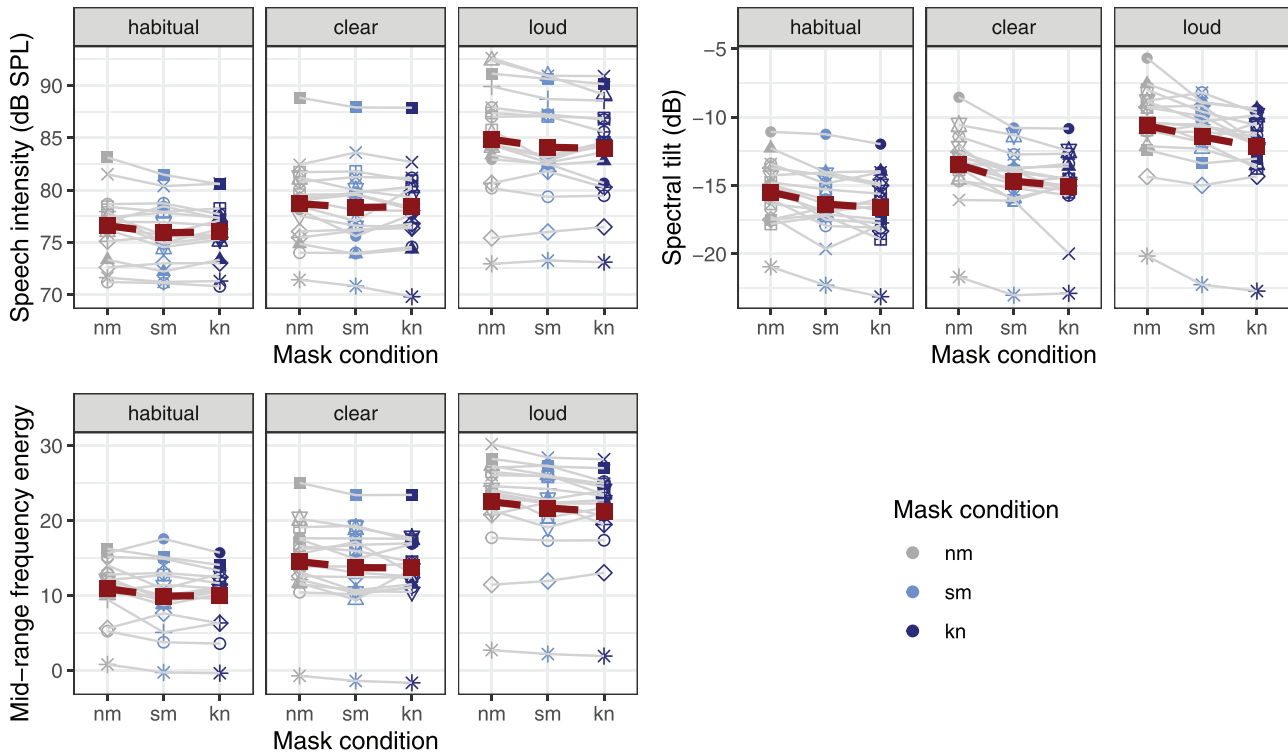 habitual clear loud
Speech intensity (dB SPL)
90
85
80
75
70
nm sm kn nm sm kn nm sm kn
Mask condition
habitual clear loud
Spectral tilt (dB)
−5
−10
−15
−20
nm sm kn nm sm kn nm sm kn
Mask condition
habitual clear loud
Mid−range frequency energy
30
20
10
0
nm sm kn nm sm kn nm sm kn
Mask condition
Mask condition
nm
sm
kn